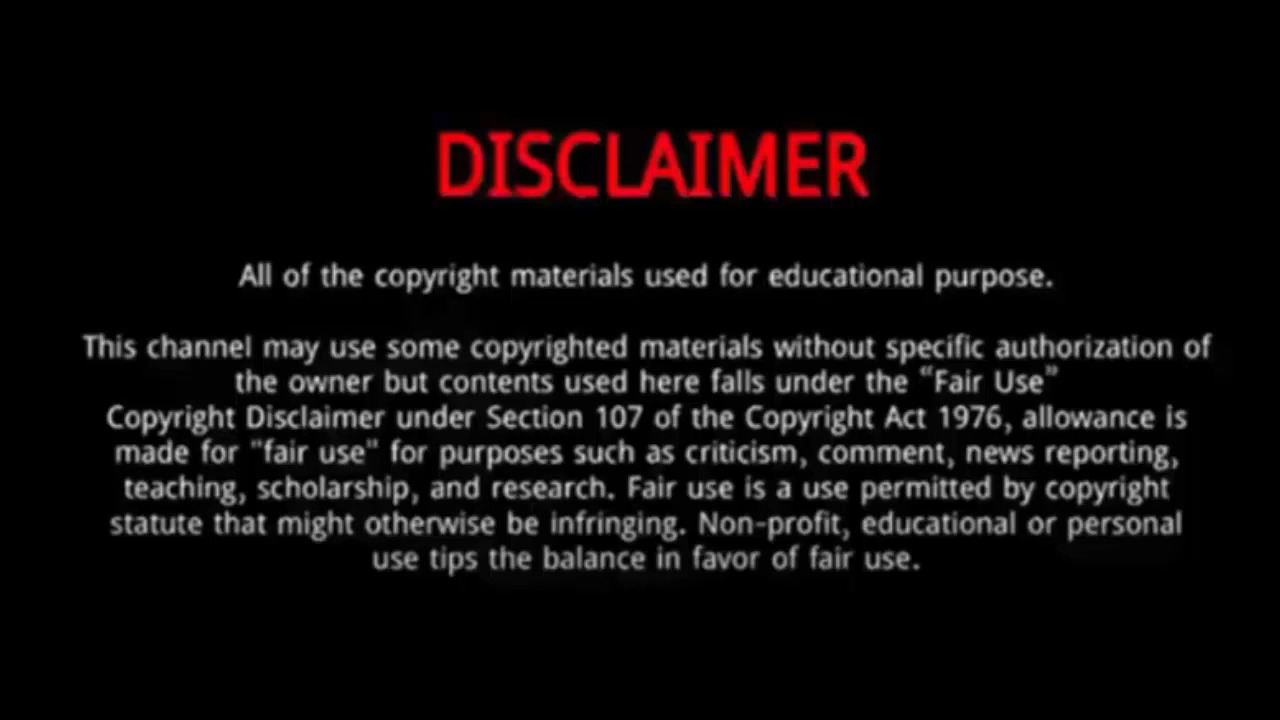 DISCLAIMER
All of the copyright materials used for educational purpose.
This channel may use some copyrighted materials without specific authorization of
the owner but contents used here falls under the “Fair Use”
Copyright Disclaimer under Section 107 of the Copyright Act 1976, allowance is
made for "fair use" for purposes such as criticism, comment, news reporting,
teaching, scholarship, and research. Fair use is a use permitted by copyright
statute that might otherwise be infringing. Non-profit, educational or personal
use tips the balance in favor of fair use.